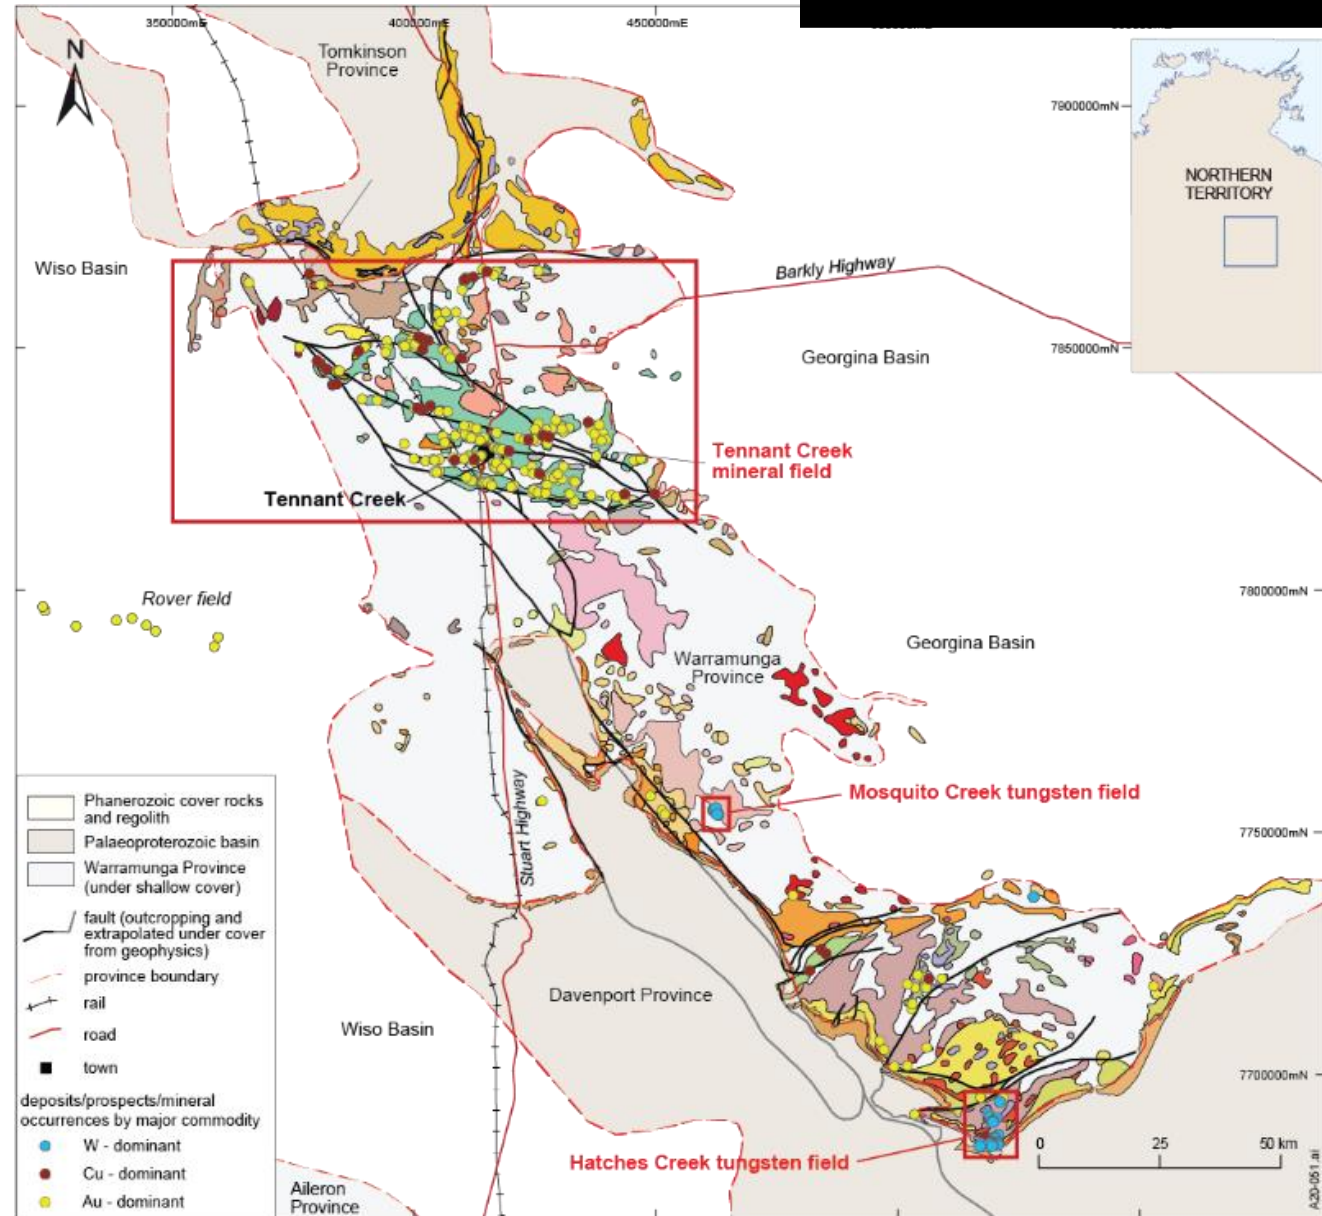 350000mE
400000mE
450000mE
N
Tomkinson
Province
7900000mN
NORTHERN
TERRITORY
Wiso Basin
Barkly Highway
7850000mN
Georgina Basin
Tennant Creek
mineral field
Tennant Creek
Rover field
7800000mN
Georgina Basin
Warramunga
Province
Mosquito Creek tungsten field
Stuart Highway
7750000mN
Phanerozoic cover rocks
and regolith
Palaeoproterozoic basin
Warramunga Province
(under shallow cover)
fault (outcropping and
extrapolated under cover
from geophysics)
province boundary
rail
road
town
deposits/prospects/mineral
occurrences by major commodity
W - dominant
Cu - dominant
Au - dominant
Davenport Province
Wiso Basin
7700000mN
Hatches Creek tungsten field
0 25 50 km
Aileron
Province
A20-051.ai